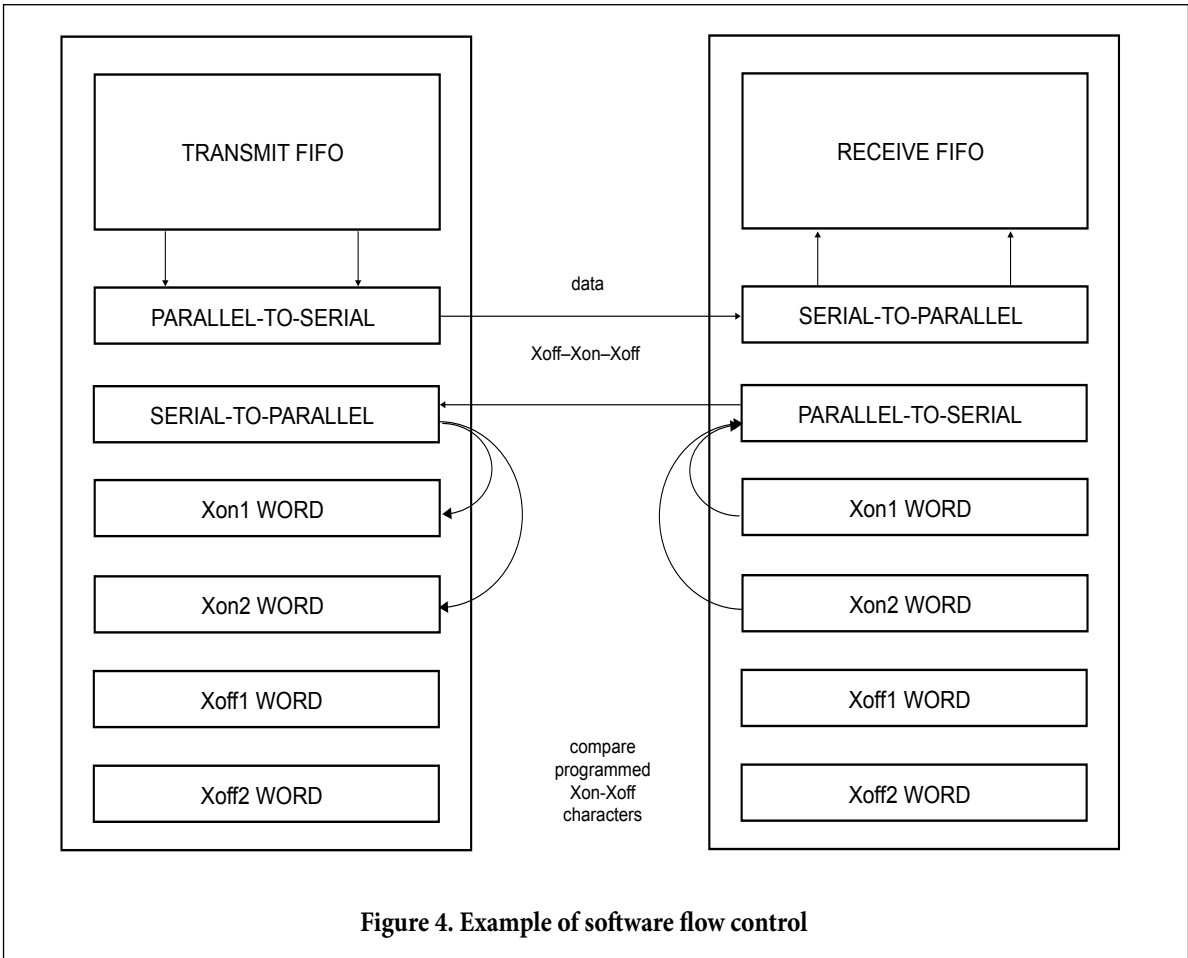 TRANSMIT FIFO
RECEIVE FIFO
data
PARALLEL-TO-SERIAL
SERIAL-TO-PARALLEL
Xoff–Xon–Xoff
SERIAL-TO-PARALLEL
PARALLEL-TO-SERIAL
Xon1 WORD
Xon1 WORD
Xon2 WORD
Xon2 WORD
Xoff1 WORD
Xoff1 WORD
compare
programmed
Xon-Xoff
characters
Xoff2 WORD
Xoff2 WORD
Figure 4. Example of software flow control